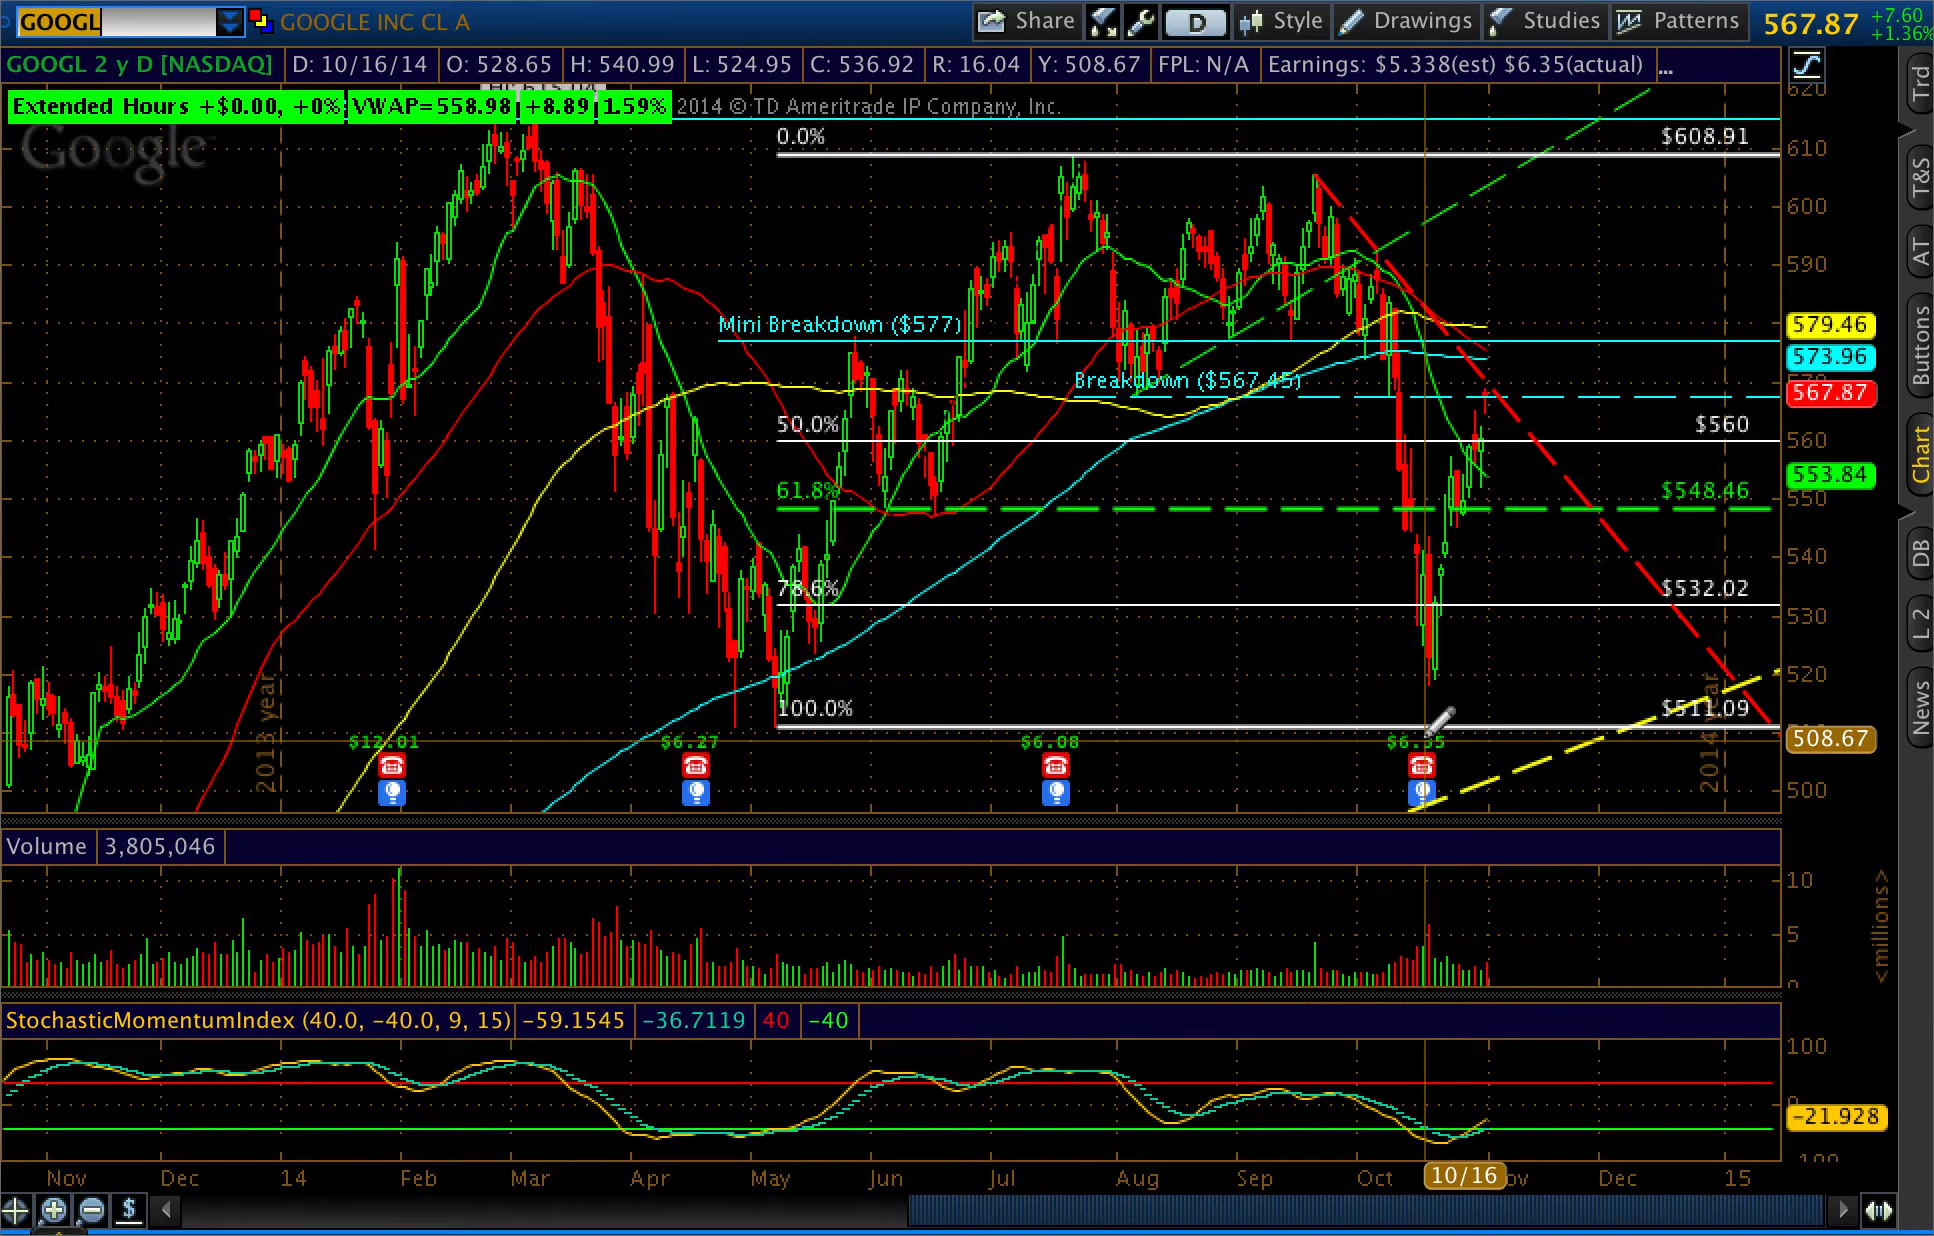 GOOGL GOOGLE INC CL A Share D Style Drawings Studies Patterns 567.87 +7.60
+1.36%
GOOGL 2 y D [NASDAQ] D: 10/16/14 O: 528.65 H: 540.99 L: 524.95 C: 536.92 R: 16.04 Y: 508.67 FPL: N/A Earnings: $5.338(est) $6.35(actual) ...
Extended Hours +$0.00, +0% VWAP=558.98 +8.89 1.59% 2014 © TD Ameritrade IP Company, Inc.
Google
0.0% $608.91
Mini Breakdown ($577)
Breakdown ($567.45)
50.0% $560
61.8% $548.46
78.6% $532.02
100.0% $511.09
$12.01 $6.27 $6.08 $6.35
2013 year
2014 year
620
610
600
590
579.46
573.96
567.87
560
553.84
550
540
530
520
508.67
500
Trd
T&S
AT
Buttons
Chart
DB
L 2
News
Volume 3,805,046
10
5
0
<millions>
StochasticMomentumIndex (40.0, -40.0, 9, 15) -59.1545 -36.7119 40 -40
100
0
-21.928
-100
Nov Dec 14 Feb Mar Apr May Jun Jul Aug Sep Oct 10/16 ov Dec 15
$